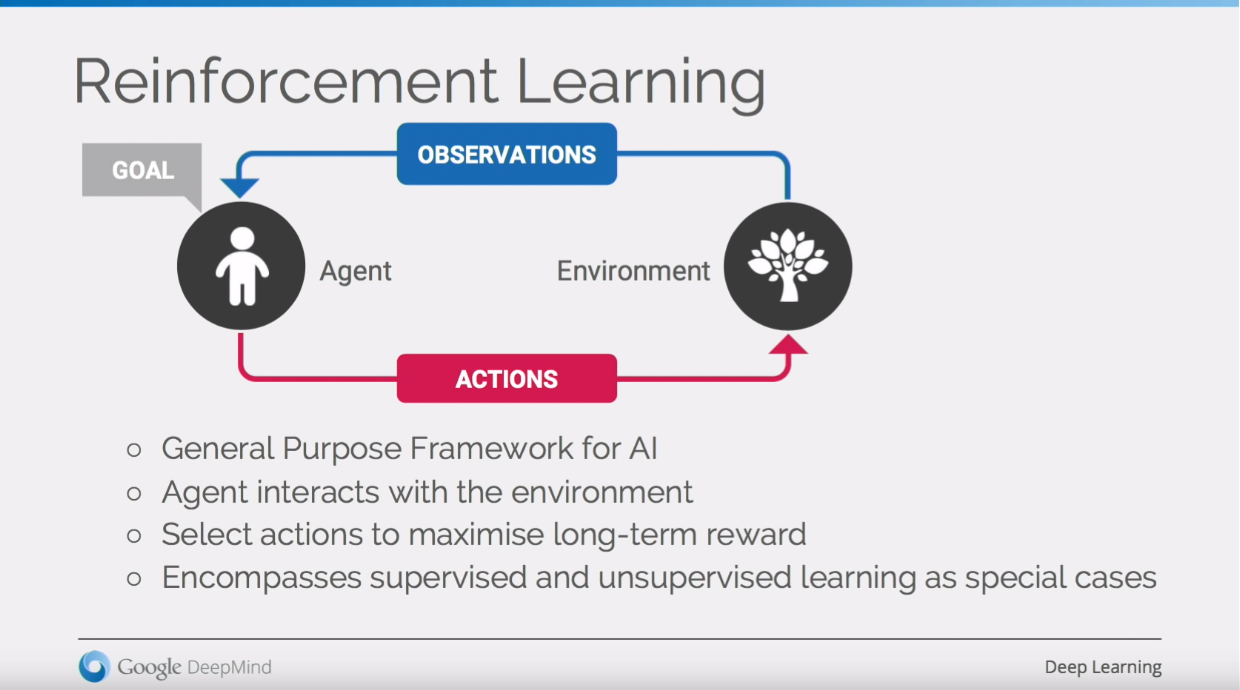 Reinforcement Learning
GOAL
OBSERVATIONS
Agent
Environment
ACTIONS
General Purpose Framework for AI
Agent interacts with the environment
Select actions to maximise long-term reward
Encompasses supervised and unsupervised learning as special cases
Google DeepMind
Deep Learning